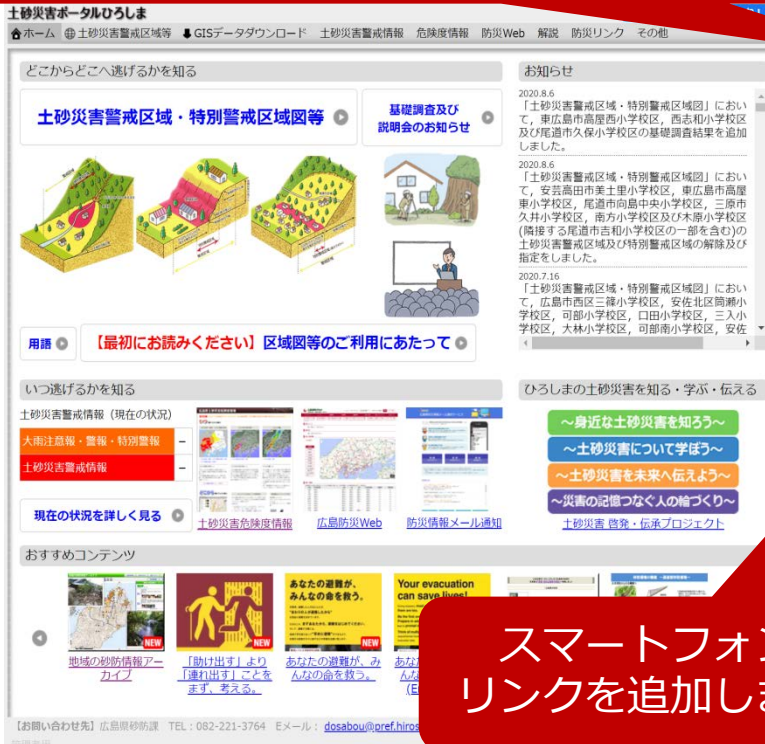 土砂災害ポータルひろしま
ホーム 土砂災害警戒区域等 GISデータダウンロード 土砂災害警戒情報 危険度情報 防災Web 解説 防災リンク その他
どこからどこへ逃げるかを知る
土砂災害警戒区域・特別警戒区域図等
基礎調査及び
説明会のお知らせ
用語
【最初にお読みください】区域図等のご利用にあたって
お知らせ
2020.8.6
「土砂災害警戒区域・特別警戒区域図」におい
て，東広島市高屋西小学校区，西志和小学校区
及び尾道市久保小学校区の基礎調査結果を追加
しました。
2020.8.6
「土砂災害警戒区域・特別警戒区域図」におい
て，安芸高田市美土里小学校区，東広島市高屋
東小学校区，尾道市向島中央小学校区，三原市
久井小学校区，南方小学校区及び木原小学校区
(隣接する尾道市吉和小学校区の一部を含む)の
土砂災害警戒区域及び特別警戒区域の解除及び
指定をしました。
2020.7.16
「土砂災害警戒区域・特別警戒区域図」におい
て，広島市西区三篠小学校区，安佐北区筒瀬小
学校区，可部小学校区，口田小学校区，三入小
学校区，大林小学校区，可部南小学校区，安佐
いつ逃げるかを知る
土砂災害警戒情報（現在の状況）
大雨注意報・警報・特別警報 −
土砂災害警戒情報 −
現在の状況を詳しく見る
土砂災害危険度情報
広島防災Web
防災情報メール通知
ひろしまの土砂災害を知る・学ぶ・伝える
～身近な土砂災害を知ろう～
～土砂災害について学ぼう～
～土砂災害を未来へ伝えよう～
～災害の記憶つなぐ人の輪づくり～
土砂災害 啓発・伝承プロジェクト
おすすめコンテンツ
NEW
地域の砂防情報アー
カイブ
NEW
「助け出す」より
「連れ出す」ことを
まず、考える。
あなたの避難が、
みんなの命を救う。
NEW
あなたの避難が、み
んなの命を救う。
Your evacuation
can save lives!
スマートフォン
リンクを追加しま
【お問い合わせ先】広島県砂防課 TEL：082-221-3764 Eメール： dosabou@pref.hiros